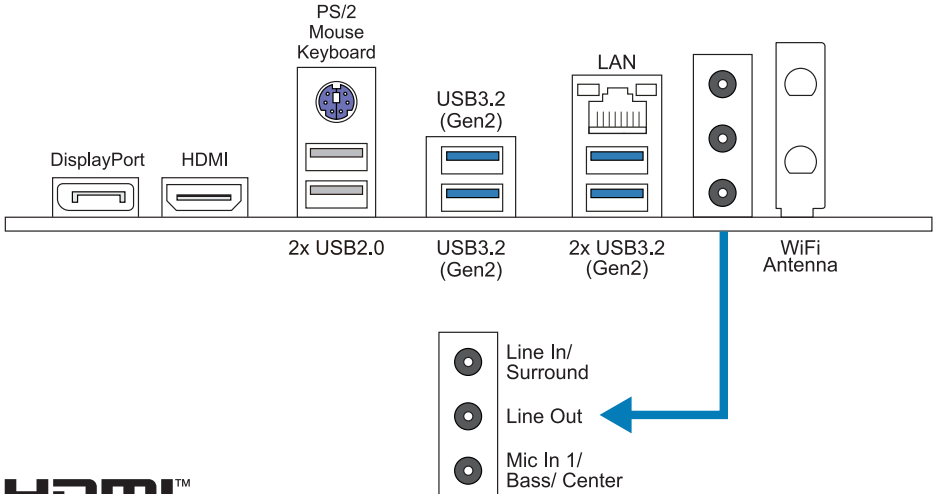 PS/2
Mouse
Keyboard
LAN
USB3.2
(Gen2)
DisplayPort
HDMI
2x USB2.0
USB3.2
(Gen2)
2x USB3.2
(Gen2)
WiFi
Antenna
Line In/
Surround
Line Out
Mic In 1/
Bass/ Center
HDMI™